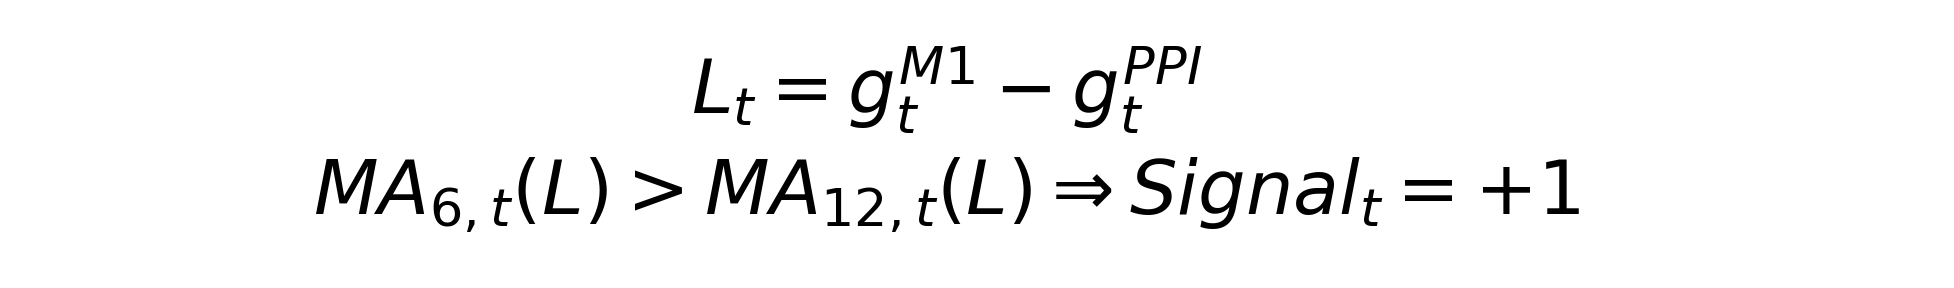 L_t = g_t^{M1} − g_t^{PPI}
MA_{6, t}(L) > MA_{12, t}(L) ⇒ Signal_t = +1